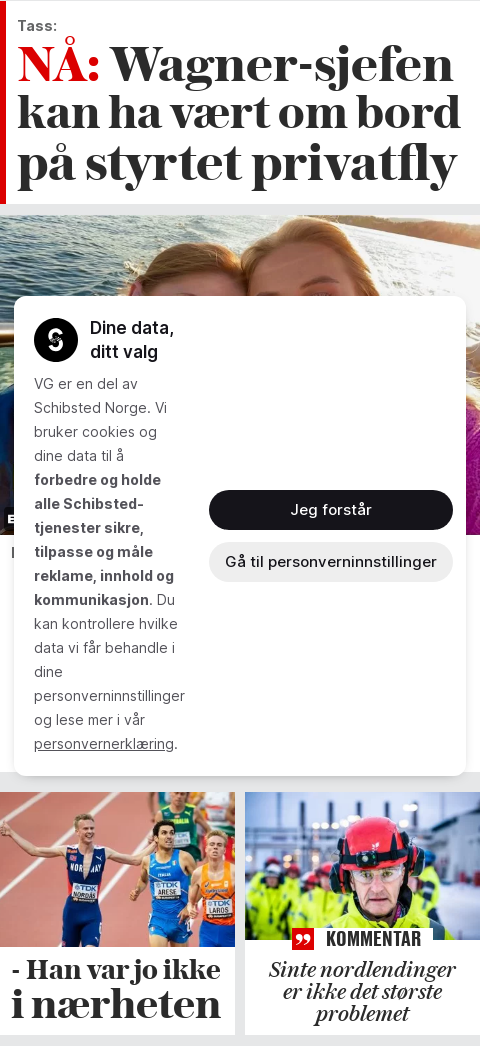 Tass:
NÅ: Wagner-sjefen
kan ha vært om bord
på styrtet privatfly
Dine data,
ditt valg
VG er en del av
Schibsted Norge. Vi
bruker cookies og
dine data til å
forbedre og holde
alle Schibsted-
tjenester sikre,
tilpasse og måle
reklame, innhold og
kommunikasjon. Du
kan kontrollere hvilke
data vi får behandle i
dine
personverninnstillinger
og lese mer i vår
personvernerklæring.
Jeg forstår
Gå til personverninnstillinger
NORWAY
TDK
NORDÅS
ITALIA
TDK
ARESE
TDK
LAROS
- Han var jo ikke
i nærheten
KOMMENTAR
Sinte nordlendinger
er ikke det største
problemet